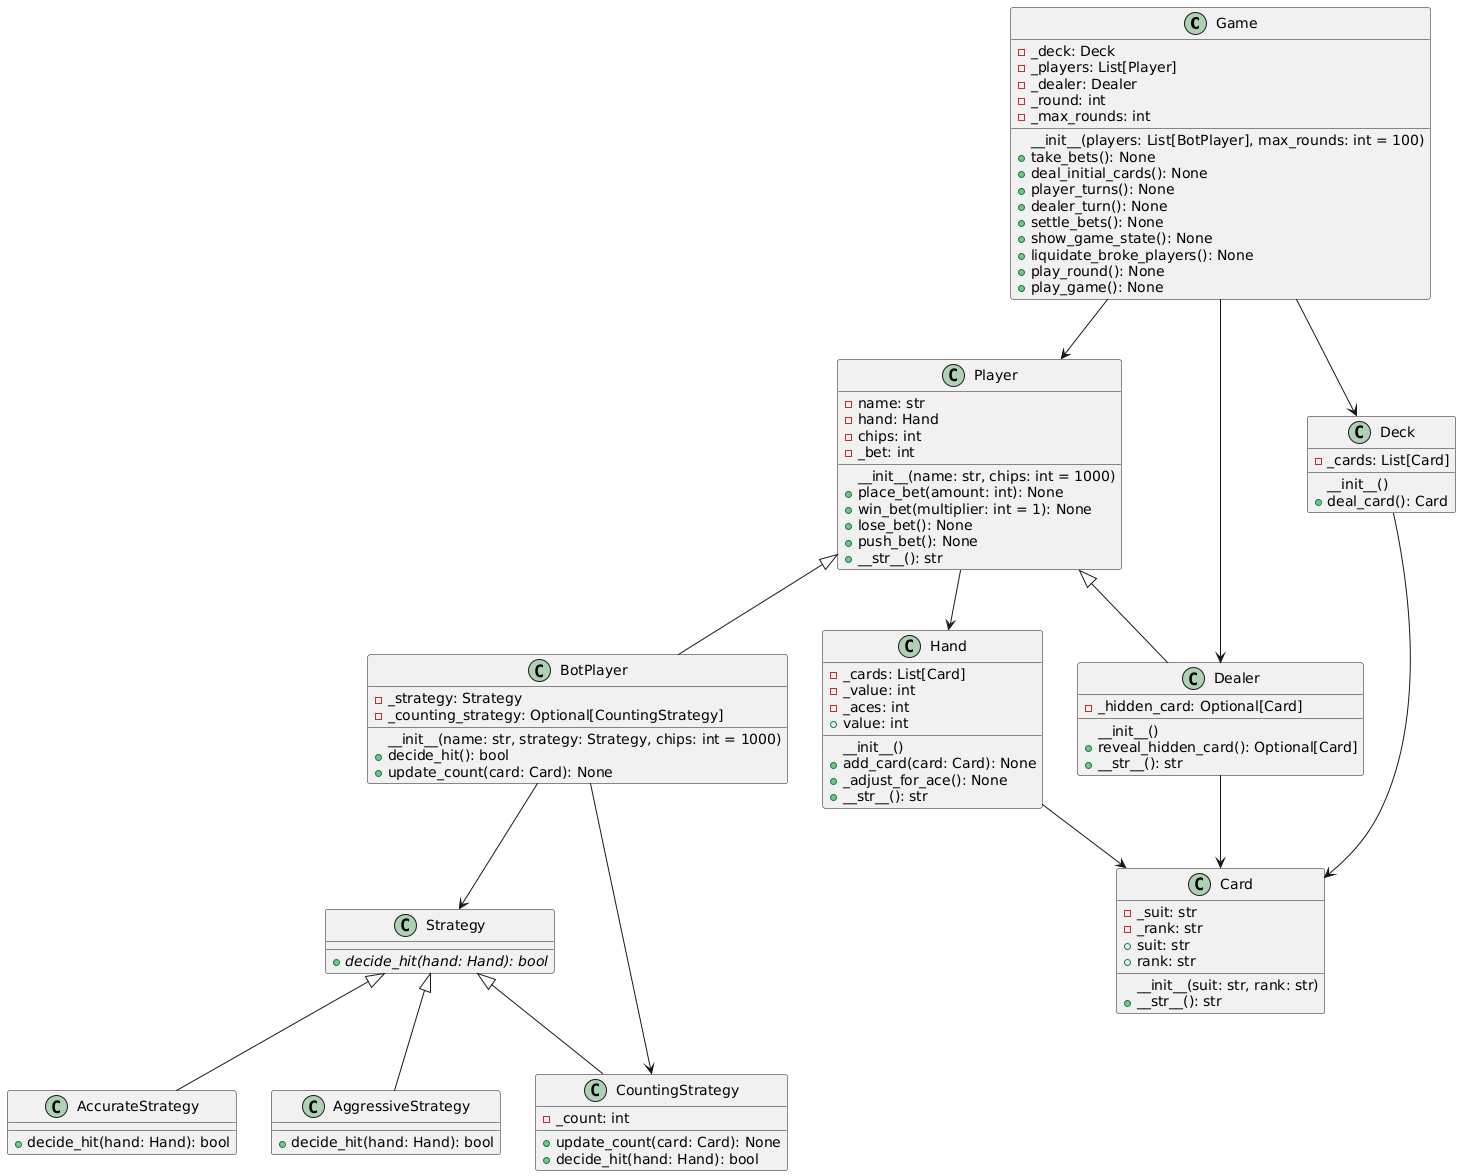 C Game
_deck: Deck
_players: List[Player]
_dealer: Dealer
_round: int
_max_rounds: int
__init__(players: List[BotPlayer], max_rounds: int = 100)
take_bets(): None
deal_initial_cards(): None
player_turns(): None
dealer_turn(): None
settle_bets(): None
show_game_state(): None
liquidate_broke_players(): None
play_round(): None
play_game(): None
C Player
name: str
hand: Hand
chips: int
_bet: int
__init__(name: str, chips: int = 1000)
place_bet(amount: int): None
win_bet(multiplier: int = 1): None
lose_bet(): None
push_bet(): None
__str__(): str
C Deck
_cards: List[Card]
__init__()
deal_card(): Card
C BotPlayer
_strategy: Strategy
_counting_strategy: Optional[CountingStrategy]
__init__(name: str, strategy: Strategy, chips: int = 1000)
decide_hit(): bool
update_count(card: Card): None
C Hand
_cards: List[Card]
_value: int
_aces: int
value: int
__init__()
add_card(card: Card): None
_adjust_for_ace(): None
__str__(): str
C Dealer
_hidden_card: Optional[Card]
__init__()
reveal_hidden_card(): Optional[Card]
__str__(): str
C Strategy
decide_hit(hand: Hand): bool
C Card
_suit: str
_rank: str
suit: str
rank: str
__init__(suit: str, rank: str)
__str__(): str
C AccurateStrategy
decide_hit(hand: Hand): bool
C AggressiveStrategy
decide_hit(hand: Hand): bool
C CountingStrategy
_count: int
update_count(card: Card): None
decide_hit(hand: Hand): bool